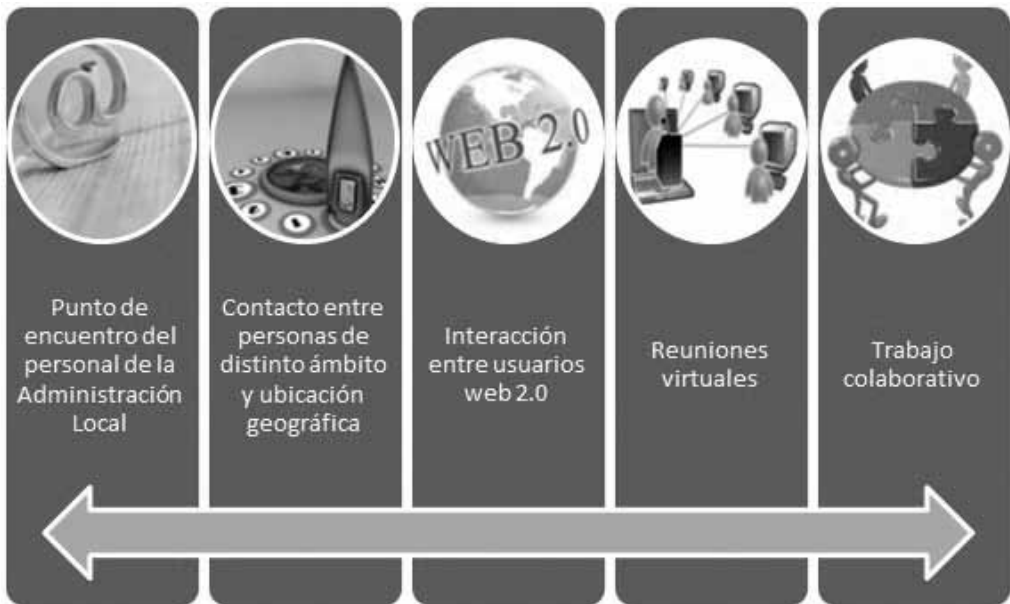 WEB 2.0
Punto de
encuentro del
personal de la
Administración
Local
Contacto entre
personas de
distinto ámbito
y ubicación
geográfica
Interacción
entre usuarios
web 2.0
Reuniones
virtuales
Trabajo
colaborativo